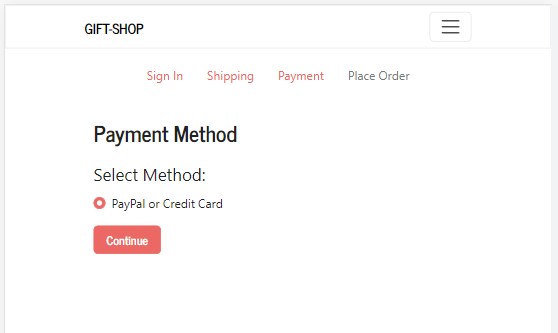 GIFT-SHOP
Sign In Shipping Payment Place Order
Payment Method
Select Method:
PayPal or Credit Card
Continue